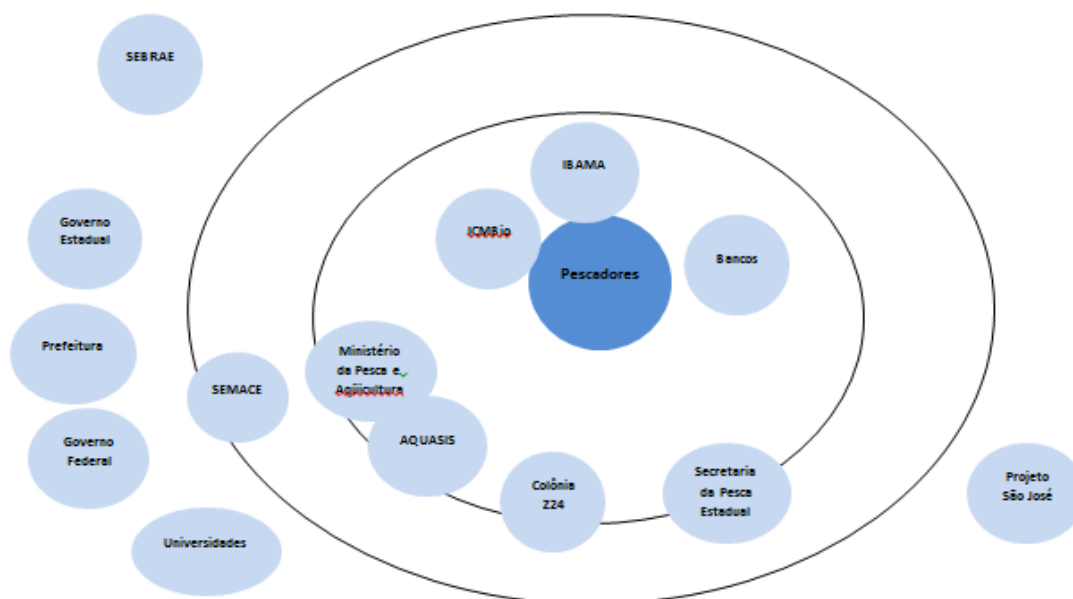 SEBRAE
IBAMA
Governo
Estadual
ICMBio
Bancos
Pescadores
Prefeitura
Ministério
da Pesca e
Aqüicultura
SEMACE
Governo
Federal
AQUASIS
Colônia
Z24
Secretaria
da Pesca
Estadual
Projeto
São José
Universidades